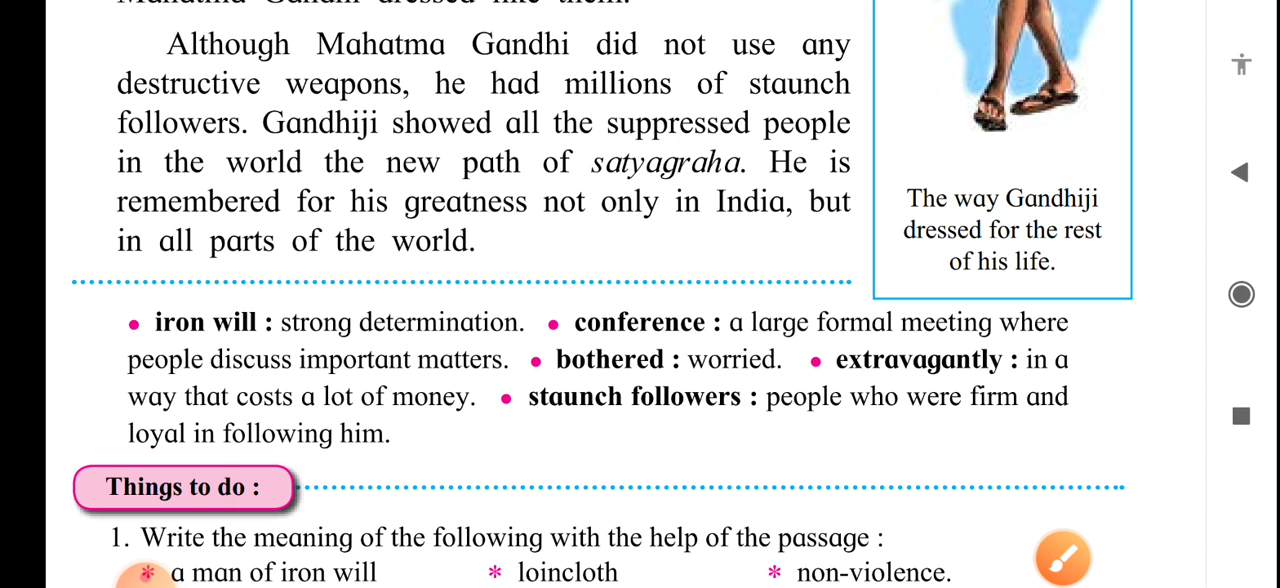 Although Mahatma Gandhi did not use any
destructive weapons, he had millions of staunch
followers. Gandhiji showed all the suppressed people
in the world the new path of satyagraha. He is
remembered for his greatness not only in India, but
in all parts of the world.
The way Gandhiji
dressed for the rest
of his life.
• iron will : strong determination. • conference : a large formal meeting where
people discuss important matters. • bothered : worried. • extravagantly : in a
way that costs a lot of money. • staunch followers : people who were firm and
loyal in following him.
Things to do :
1. Write the meaning of the following with the help of the passage :
* a man of iron will * loincloth * non-violence.